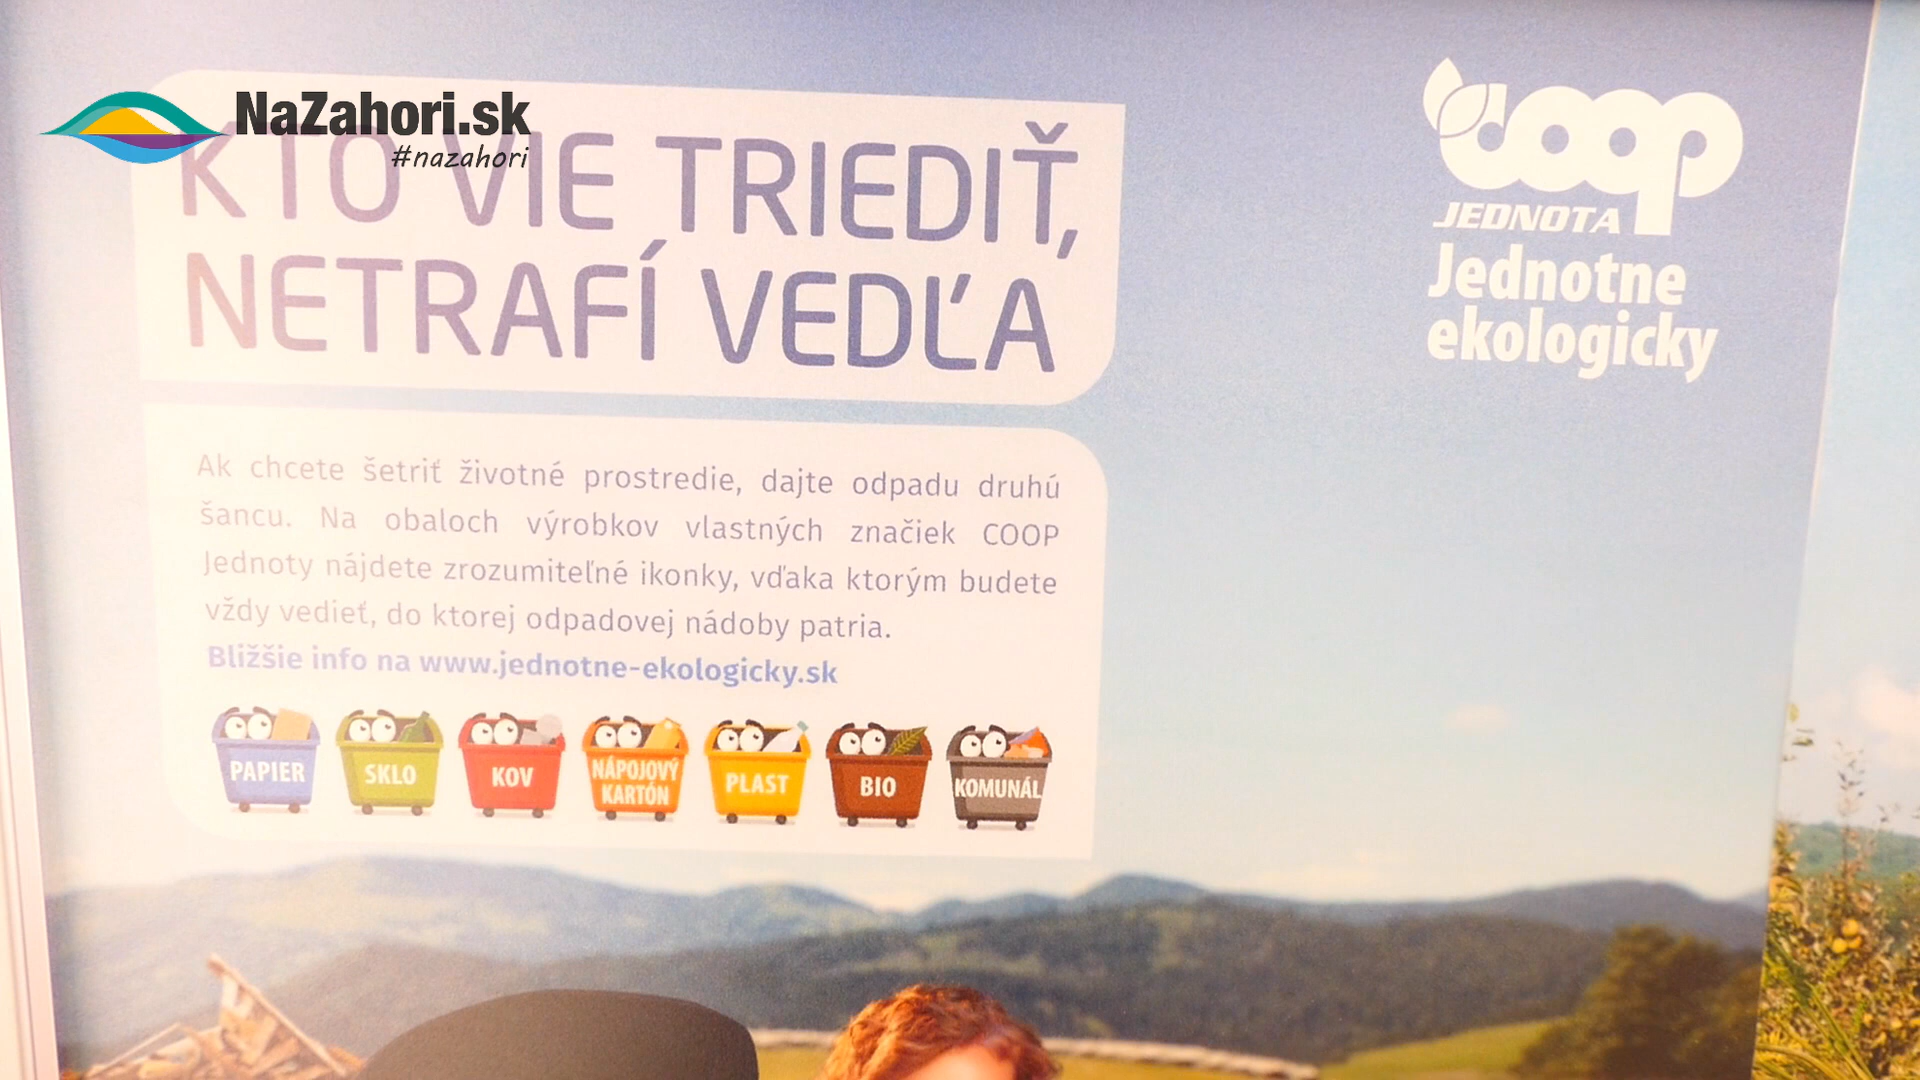 NaZahori.sk
#nazahori
KTO VIE TRIEDIŤ,
NETRAFÍ VEDĽA
coop
JEDNOTA
Jednotne
ekologicky
Ak chcete šetriť životné prostredie, dajte odpadu druhú
šancu. Na obaloch výrobkov vlastných značiek COOP
Jednoty nájdete zrozumiteľné ikonky, vďaka ktorým budete
vždy vedieť, do ktorej odpadovej nádoby patria.
Bližšie info na www.jednotne-ekologicky.sk
PAPIER
SKLO
KOV
NÁPOJOVÝ
KARTÓN
PLAST
BIO
KOMUNÁL